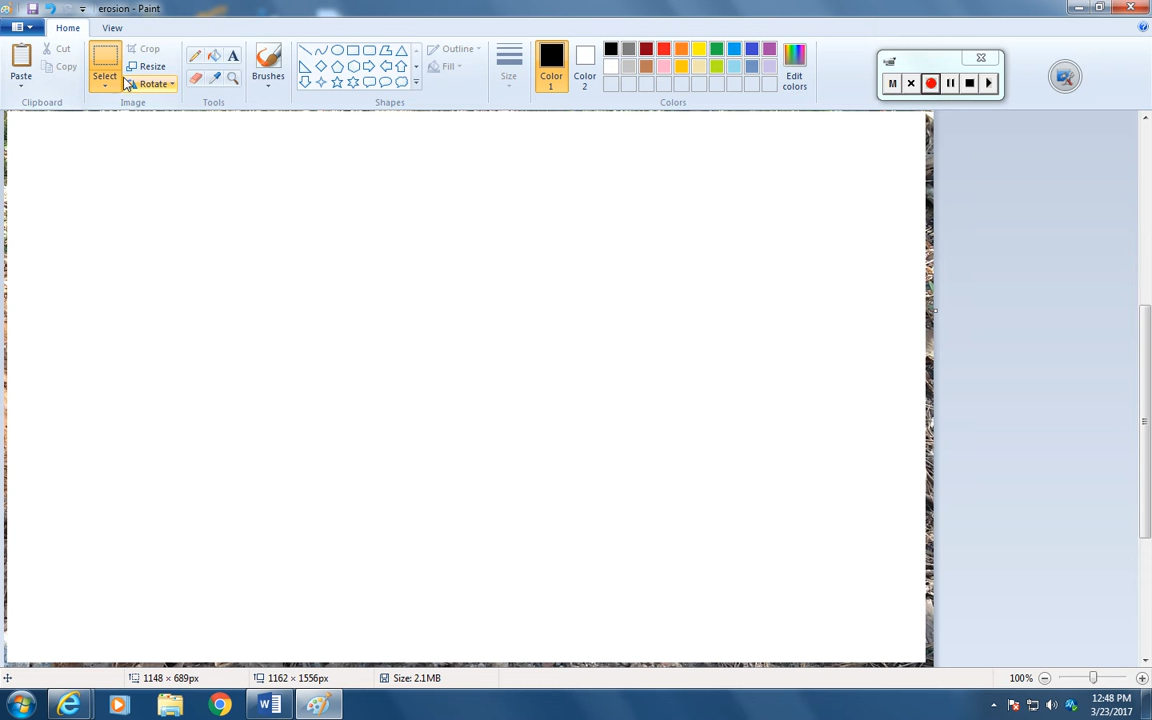 erosion - Paint
Home View
Paste Cut Copy Clipboard
Select Crop Resize Rotate Image
A Tools
Brushes
Outline Fill Shapes
Size
Color 1 Color 2 Edit colors Colors
M
1148 × 689px 1162 × 1556px Size: 2.1MB 100%
12:48 PM
3/23/2017